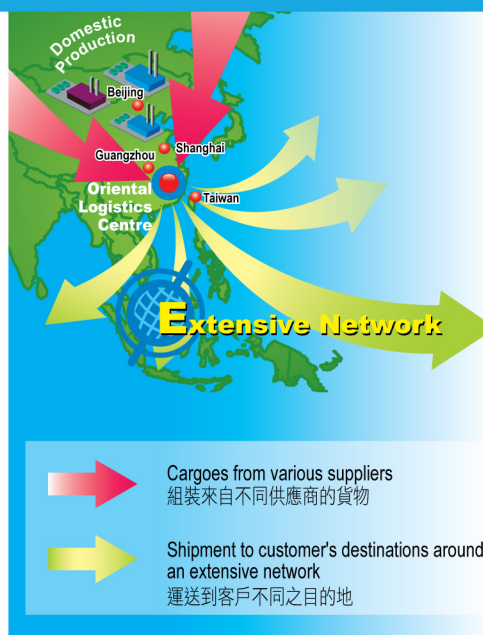 Domestic
Production
Beijing
Shanghai
Guangzhou
Oriental
Logistics
Centre
Taiwan
Extensive Network
Cargoes from various suppliers
組裝來自不同供應商的貨物
Shipment to customer's destinations around
an extensive network
運送到客戶不同之目的地